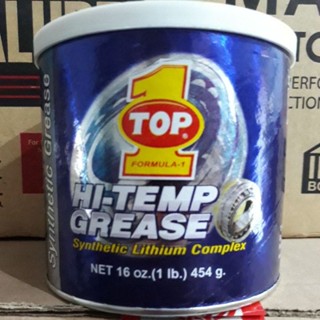 1
TOP
FORMULA-1
HI-TEMP
GREASE
Synthetic Lithium Complex
NET 16 oz.(1 lb.) 454 g.
Synthetic Grease